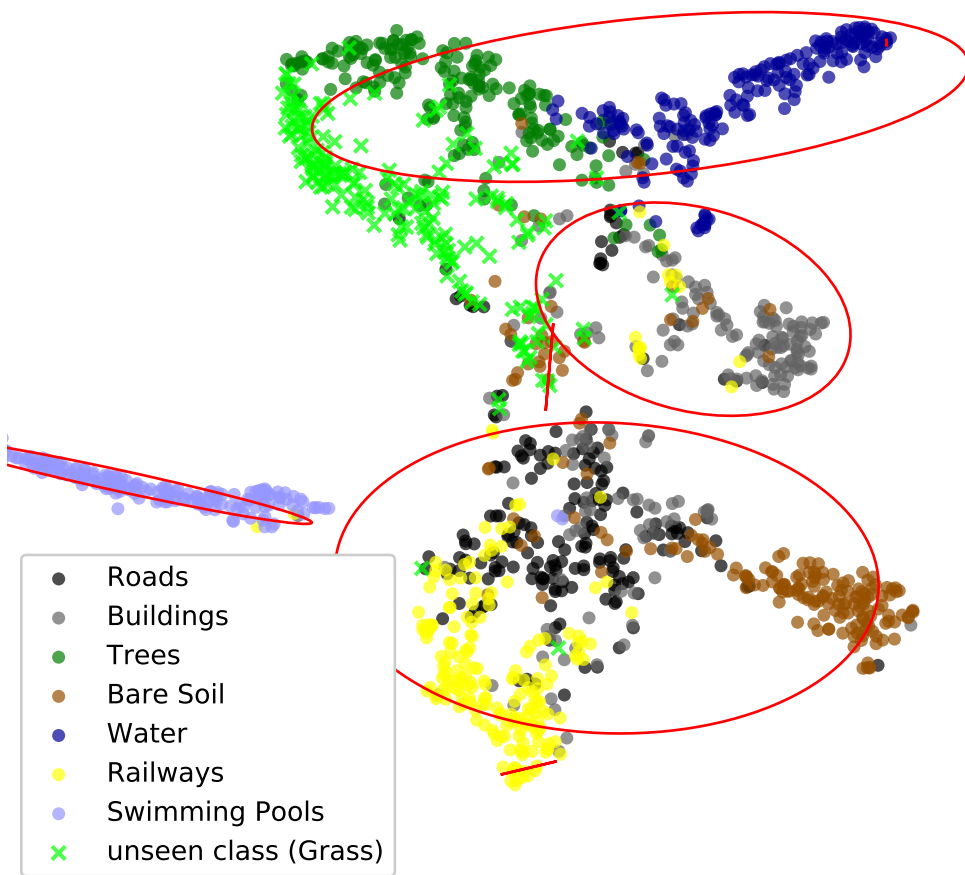 Roads
Buildings
Trees
Bare Soil
Water
Railways
Swimming Pools
unseen class (Grass)